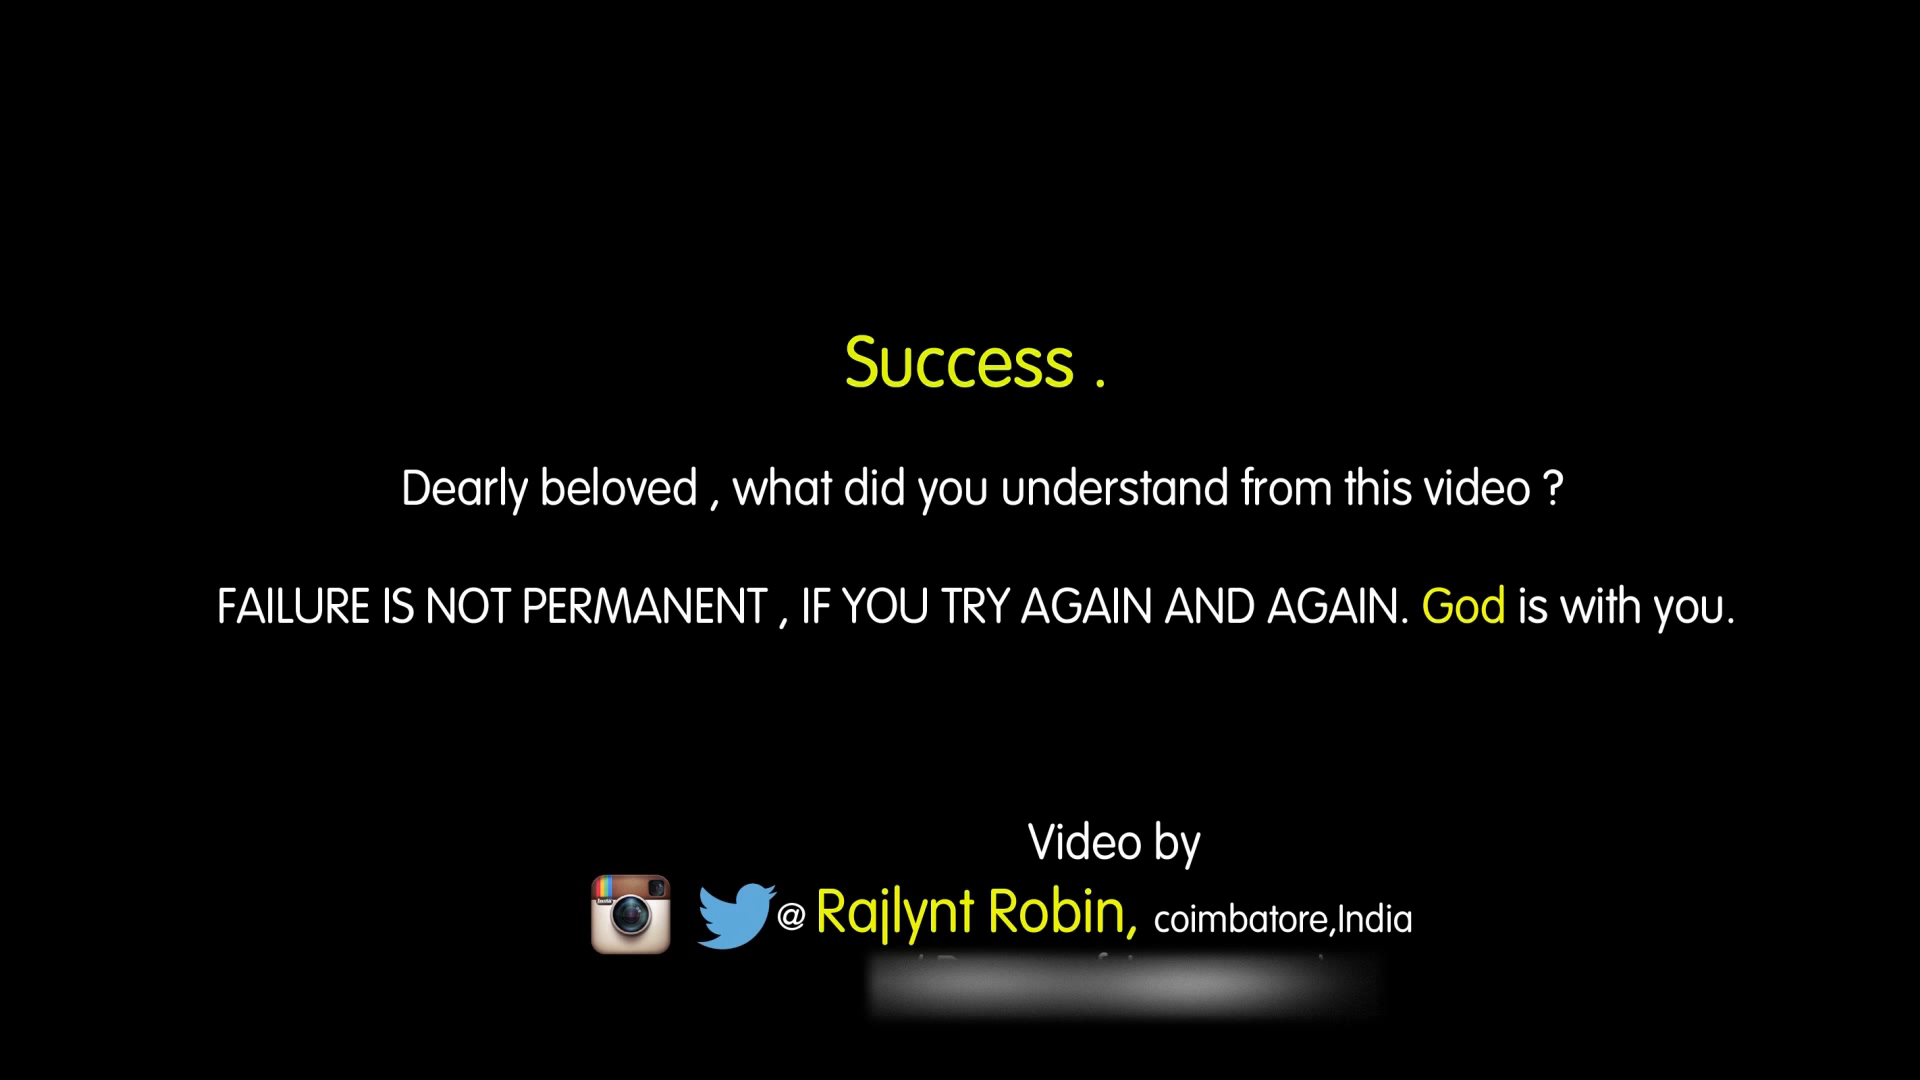 Success .
Dearly beloved , what did you understand from this video ?
FAILURE IS NOT PERMANENT , IF YOU TRY AGAIN AND AGAIN. God is with you.
Video by
@ Rajlynt Robin, coimbatore,India